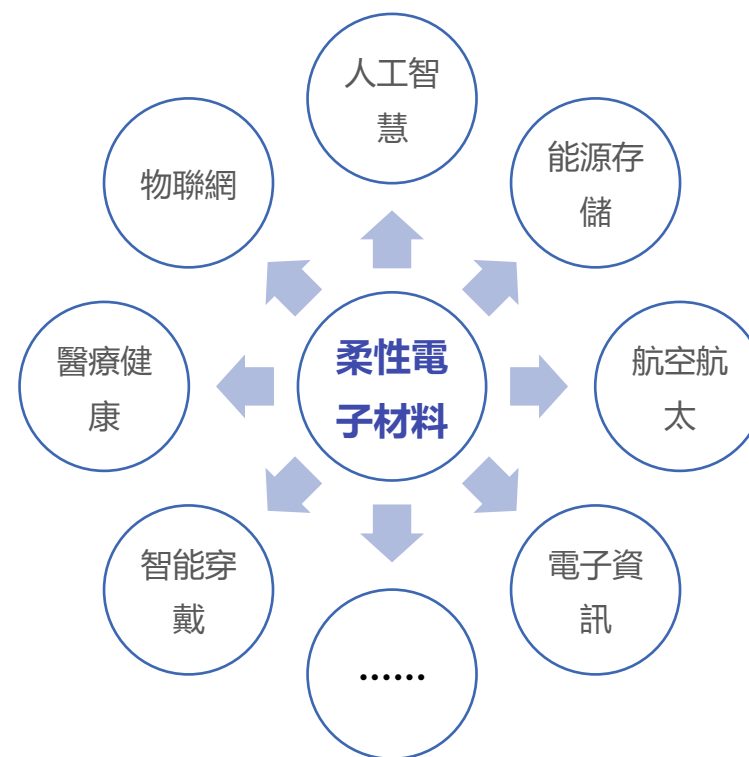 人工智
慧
能源存
儲
航空航
太
電子資
訊
......
智能穿
戴
醫療健
康
物聯網
柔性電
子材料